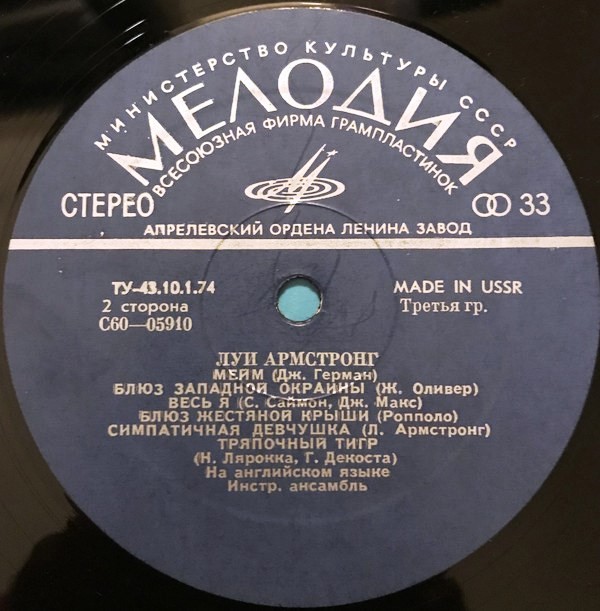 МИНИСТЕРСТВО КУЛЬТУРЫ СССР
МЕЛОДИЯ
ВСЕСОЮЗНАЯ ФИРМА ГРАМПЛАСТИНОК
СТЕРЕО
33
АПРЕЛЕВСКИЙ ОРДЕНА ЛЕНИНА ЗАВОД
ТУ-43.10.1.74
2 сторона
С60—05910
MADE IN USSR
Третья гр.
ЛУИ АРМСТРОНГ
МЕЙМ (Дж. Герман)
БЛЮЗ ЗАПАДНОЙ ОКРАИНЫ (Ж. Оливер)
ВЕСЬ Я (С. Саймон, Дж. Макс)
БЛЮЗ ЖЕСТЯНОЙ КРЫШИ (Ропполо)
СИМПАТИЧНАЯ ДЕВЧУШКА (Л. Армстронг)
ТРЯПОЧНЫЙ ТИГР
(Н. Лярокка, Г. Декоста)
На английском языке
Инстр. ансамбль